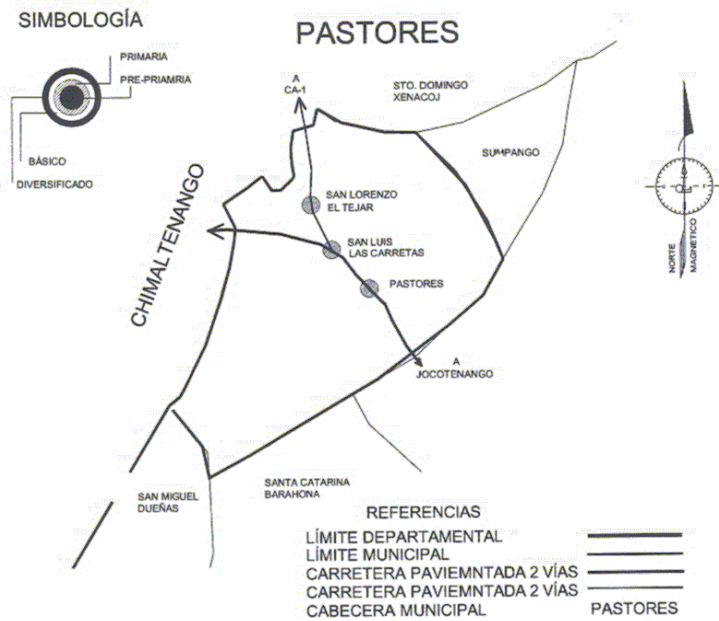 SIMBOLOGÍA
PRIMARIA
PRE-PRIAMRIA
BÁSICO
DIVERSIFICADO
PASTORES
A
CA-1
STO. DOMINGO
XENACOJ
SUMPANGO
SAN LORENZO
EL TEJAR
CHIMALTENANGO
SAN LUIS
LAS CARRETAS
PASTORES
NORTE
MAGNETICO
A
JOCOTENANGO
SAN MIGUEL
DUEÑAS
SANTA CATARINA
BARAHONA
REFERENCIAS
LÍMITE DEPARTAMENTAL
LÍMITE MUNICIPAL
CARRETERA PAVIEMNTADA 2 VÍAS
CARRETERA PAVIEMNTADA 2 VÍAS
CABECERA MUNICIPAL PASTORES